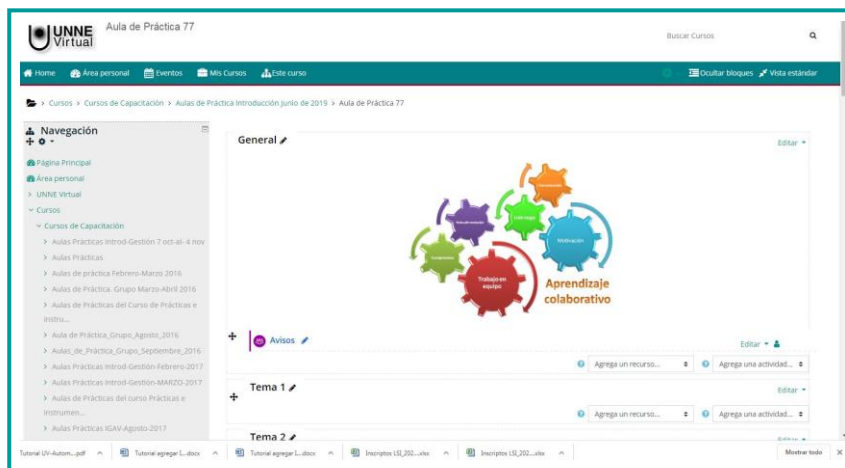 UNNE
Virtual
Aula de Práctica 77
Buscar Cursos
Home Área personal Eventos Mis Cursos Este curso
Ocultar bloques Vista estándar
> Cursos > Cursos de Capacitación > Aulas de Práctica Introducción Junio de 2019 > Aula de Práctica 77
Navegación
Página Principal
Área personal
> UNNE Virtual
Cursos
Cursos de Capacitación
> Aulas Prácticas Introd-Gestión 7 oct-al- 4 nov
> Aulas Prácticas
> Aulas de práctica Febrero-Marzo 2016
> Aulas de Práctica. Grupo Marzo-Abril 2016
> Aulas de Prácticas del Curso de Prácticas e
Instru...
> Aula de Práctica_Grupo_Agosto_2016
> Aulas_de_Práctica_Grupo_Septiembre_2016
> Aulas Prácticas Introd-Gestión-Febrero-2017
> Aulas Prácticas Introd-Gestión-MARZO-2017
> Aulas de Prácticas del curso Prácticas e
Instrumen...
> Aulas Prácticas IGAV-Agosto-2017
General
Editar
Motivación
Trabajo en
equipo
Aprendizaje
colaborativo
Avisos
Editar
Agrega un recurso...
Agrega una actividad...
Tema 1
Editar
Agrega un recurso...
Agrega una actividad...
Tema 2
Editar
Tutorial UV-Autom....pdf
Tutorial agregar I....docx
Tutorial agregar I....docx
Inscriptos LSI_202....xlsx
Inscriptos LSI_202....xlsx
Mostrar todo